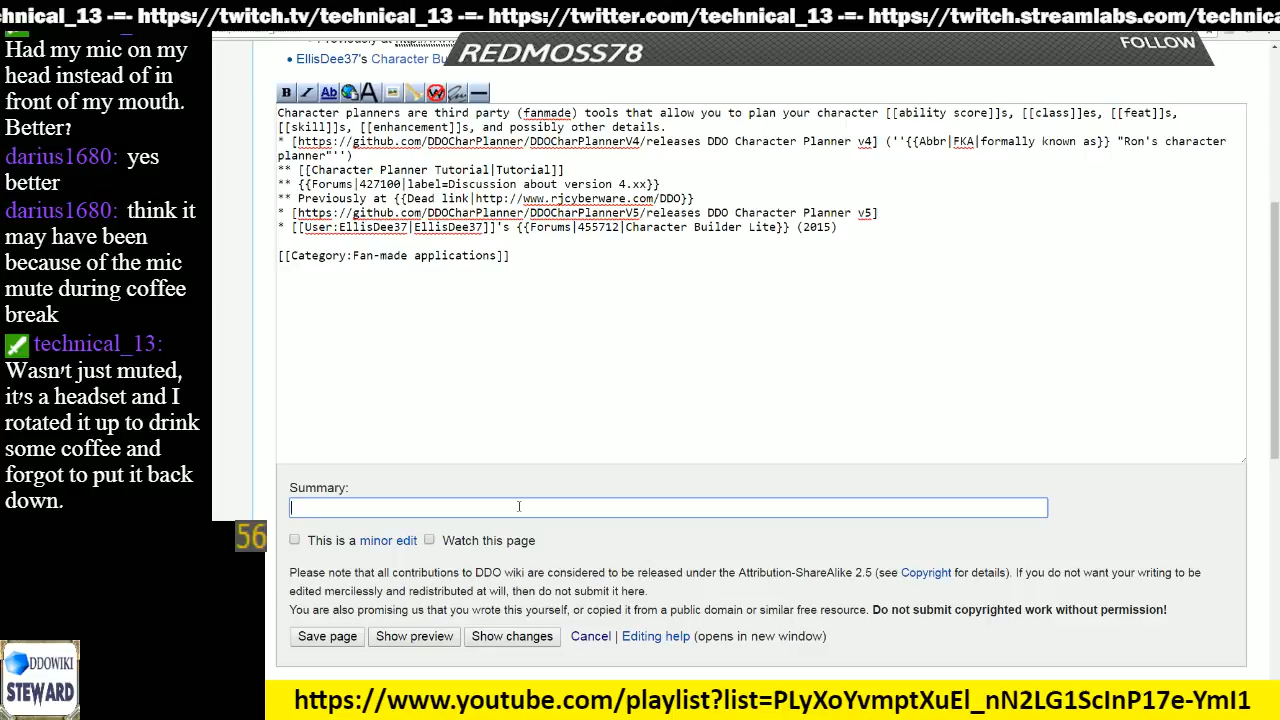 hnical_13 -=- https://twitch.tv/technical_13 -=- https://twitter.com/technical_13 -=- https://twitch.streamlabs.com/technica
Had my mic on my
head instead of in
front of my mouth.
Better?
darius1680: yes
better
darius1680: think it
may have been
because of the mic
mute during coffee
break
technical_13:
Wasn't just muted,
it's a headset and I
rotated it up to drink
some coffee and
forgot to put it back
down.
56
DDOWIKI
STEWARD
REDMOSS78
FOLLOW
EllisDee37's Character Bu
Character planners are third party (fanmade) tools that allow you to plan your character [[ability score]]s, [[class]]es, [[feat]]s,
[[skill]]s, [[enhancement]]s, and possibly other details.
* [https://github.com/DDOCharPlanner/DDOCharPlannerV4/releases DDO Character Planner v4] (''{{Abbr|FKA|formally known as}} "Ron's character
planner"'')
** [[Character Planner Tutorial|Tutorial]]
** {{Forums|427100|label=Discussion about version 4.xx}}
** Previously at {{Dead link|http://www.rjcyberware.com/DDO}}
* [https://github.com/DDOCharPlanner/DDOCharPlannerV5/releases DDO Character Planner v5]
* [[User:EllisDee37|EllisDee37]]'s {{Forums|455712|Character Builder Lite}} (2015)
[[Category:Fan-made applications]]
Summary:
This is a minor edit Watch this page
Please note that all contributions to DDO wiki are considered to be released under the Attribution-ShareAlike 2.5 (see Copyright for details). If you do not want your writing to be
edited mercilessly and redistributed at will, then do not submit it here.
You are also promising us that you wrote this yourself, or copied it from a public domain or similar free resource. Do not submit copyrighted work without permission!
Save page Show preview Show changes Cancel | Editing help (opens in new window)
https://www.youtube.com/playlist?list=PLyXoYvmptXuEl_nN2LG1ScInP17e-YmI1